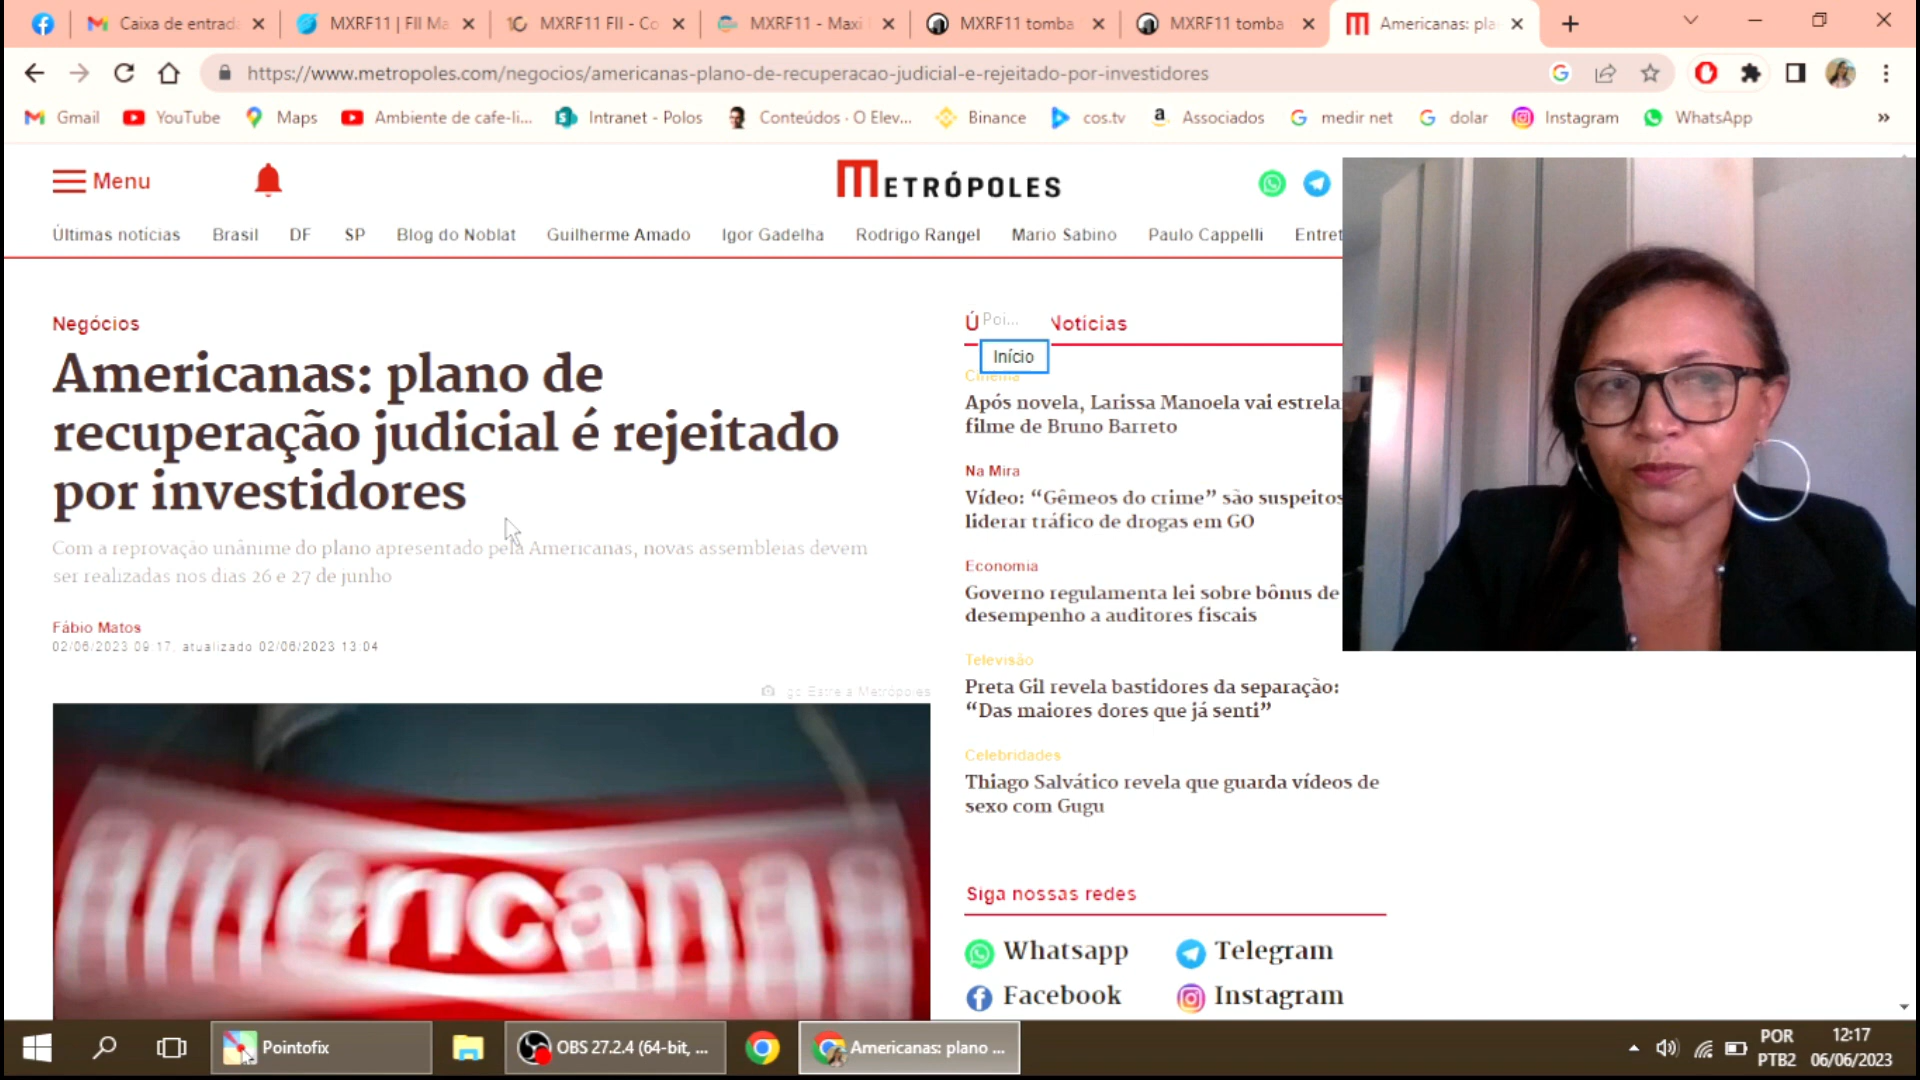 Caixa de entrad
MXRF11 | FII Ma
MXRF11 FII - Co
MXRF11 - Maxi
MXRF11 tomba
MXRF11 tomba
Americanas: pla
https://www.metropoles.com/negocios/americanas-plano-de-recuperacao-judicial-e-rejeitado-por-investidores
Gmail
YouTube
Maps
Ambiente de cafe-li...
Intranet - Polos
Conteúdos · O Elev...
Binance
cos.tv
Associados
medir net
dolar
Instagram
WhatsApp
»
Menu
METRÓPOLES
Últimas notícias
Brasil
DF
SP
Blog do Noblat
Guilherme Amado
Igor Gadelha
Rodrigo Rangel
Mario Sabino
Paulo Cappelli
Entret
Negócios
Americanas: plano de
recuperação judicial é rejeitado
por investidores
Com a reprovação unânime do plano apresentado pela Americanas, novas assembleias devem
ser realizadas nos dias 26 e 27 de junho
Fábio Matos
02/06/2023 09:17, atualizado 02/06/2023 13:04
Estrela/Metrópoles
americanas
Ú
Poi...
Notícias
Início
Cinema
Após novela, Larissa Manoela vai estrela
filme de Bruno Barreto
Na Mira
Vídeo: “Gêmeos do crime” são suspeitos
liderar tráfico de drogas em GO
Economia
Governo regulamenta lei sobre bônus de
desempenho a auditores fiscais
Televisão
Preta Gil revela bastidores da separação:
“Das maiores dores que já senti”
Celebridades
Thiago Salvático revela que guarda vídeos de
sexo com Gugu
Siga nossas redes
Whatsapp
Telegram
Facebook
Instagram
Pointofix
OBS 27.2.4 (64-bit, ...
Americanas: plano ...
POR
PTB2
12:17
06/06/2023